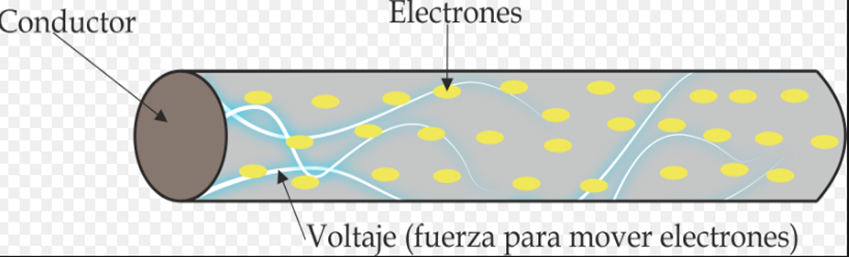 Electrones
Conductor
Voltaje (fuerza para mover electrones)